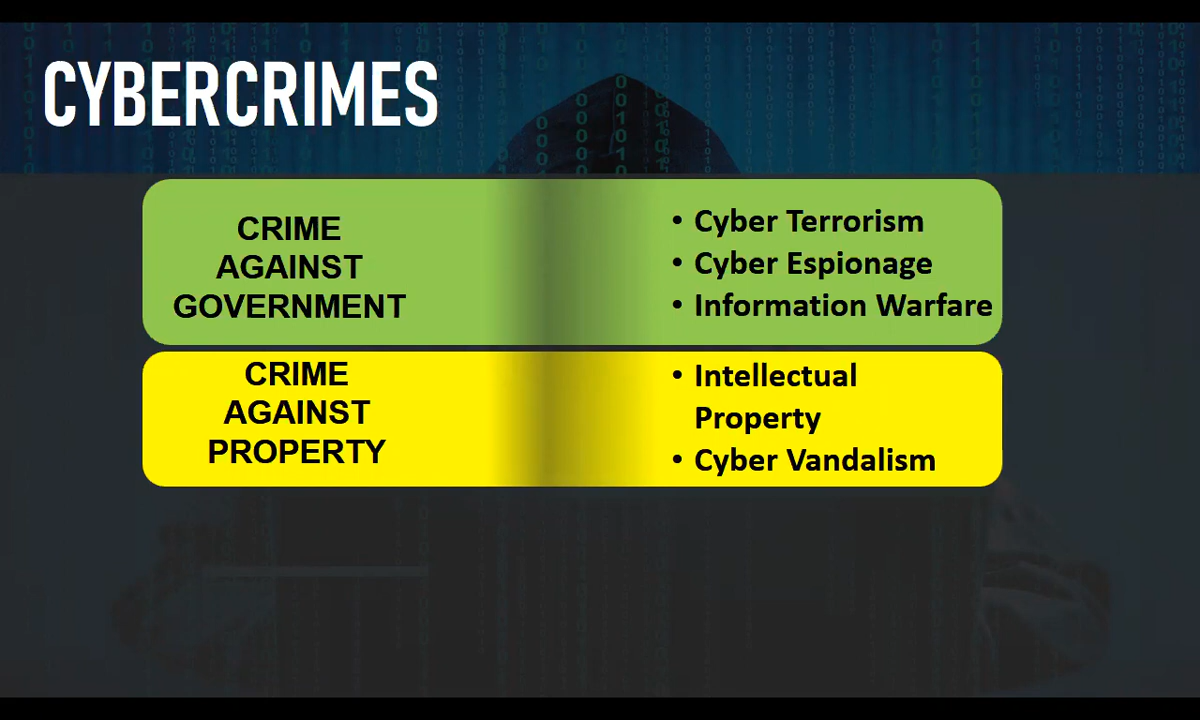 CYBERCRIMES
CRIME
AGAINST
GOVERNMENT
• Cyber Terrorism
• Cyber Espionage
• Information Warfare
CRIME
AGAINST
PROPERTY
• Intellectual
Property
• Cyber Vandalism